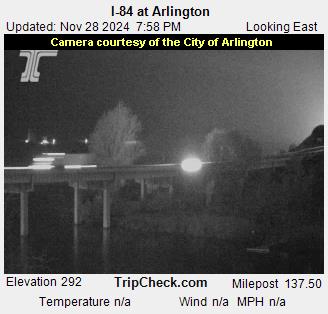 I-84 at Arlington
Updated: Nov 28 2024 7:58 PM Looking East
Camera courtesy of the City of Arlington
Elevation 292 TripCheck.com Milepost 137.50
Temperature n/a Wind n/a MPH n/a